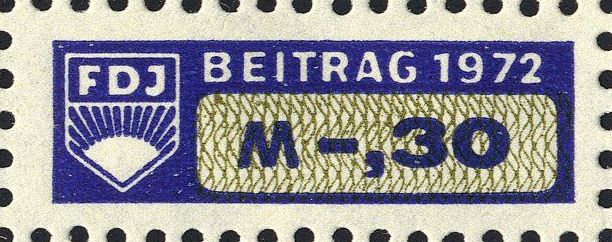 FDJ
BEITRAG 1972
M -,30